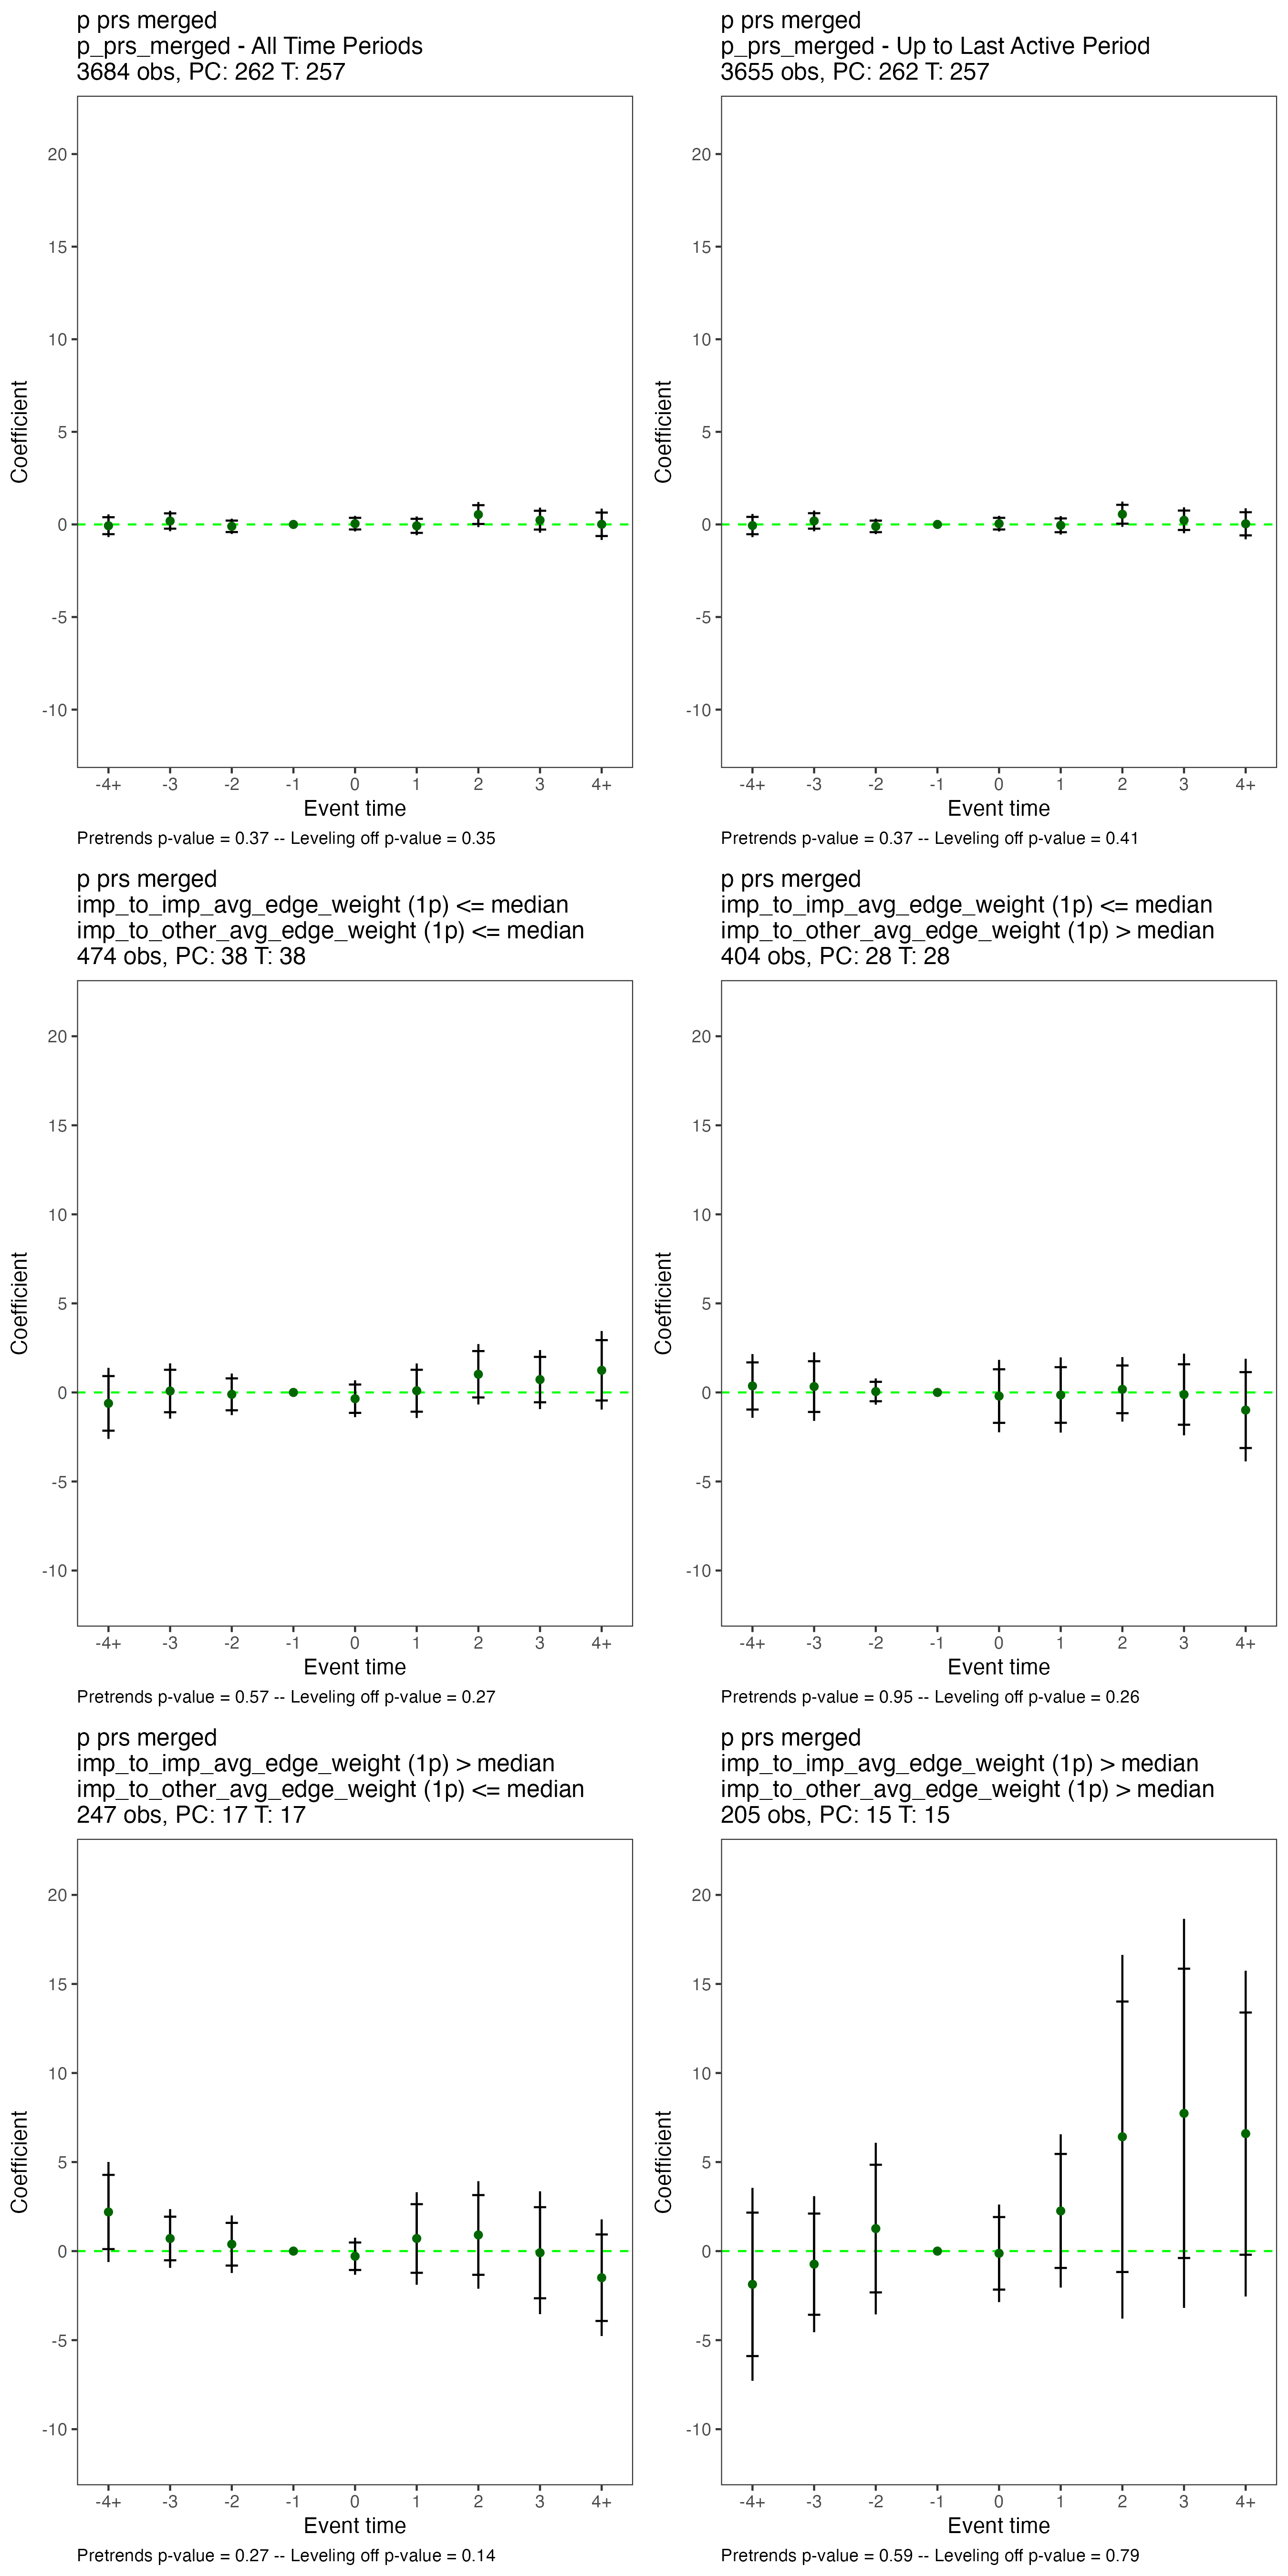 p prs merged
p_prs_merged - All Time Periods
3684 obs, PC: 262 T: 257
20
15
10
5
0
-5
-10
Coefficient
-4+ -3 -2 -1 0 1 2 3 4+
Event time
Pretrends p-value = 0.37 -- Leveling off p-value = 0.35
p prs merged
p_prs_merged - Up to Last Active Period
3655 obs, PC: 262 T: 257
20
15
10
5
0
-5
-10
Coefficient
-4+ -3 -2 -1 0 1 2 3 4+
Event time
Pretrends p-value = 0.37 -- Leveling off p-value = 0.41
p prs merged
imp_to_imp_avg_edge_weight (1p) <= median
imp_to_other_avg_edge_weight (1p) <= median
474 obs, PC: 38 T: 38
20
15
10
5
0
-5
-10
Coefficient
-4+ -3 -2 -1 0 1 2 3 4+
Event time
Pretrends p-value = 0.57 -- Leveling off p-value = 0.27
p prs merged
imp_to_imp_avg_edge_weight (1p) <= median
imp_to_other_avg_edge_weight (1p) > median
404 obs, PC: 28 T: 28
20
15
10
5
0
-5
-10
Coefficient
-4+ -3 -2 -1 0 1 2 3 4+
Event time
Pretrends p-value = 0.95 -- Leveling off p-value = 0.26
p prs merged
imp_to_imp_avg_edge_weight (1p) > median
imp_to_other_avg_edge_weight (1p) <= median
247 obs, PC: 17 T: 17
20
15
10
5
0
-5
-10
Coefficient
-4+ -3 -2 -1 0 1 2 3 4+
Event time
Pretrends p-value = 0.27 -- Leveling off p-value = 0.14
p prs merged
imp_to_imp_avg_edge_weight (1p) > median
imp_to_other_avg_edge_weight (1p) > median
205 obs, PC: 15 T: 15
20
15
10
5
0
-5
-10
Coefficient
-4+ -3 -2 -1 0 1 2 3 4+
Event time
Pretrends p-value = 0.59 -- Leveling off p-value = 0.79